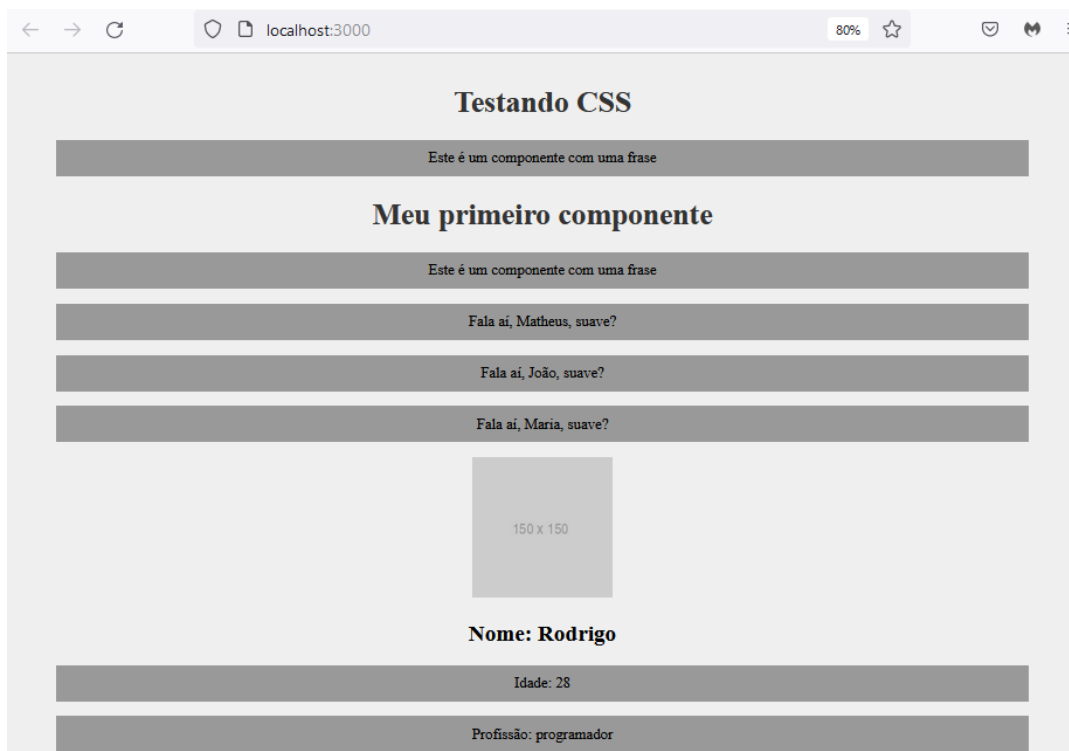 localhost:3000
80%
Testando CSS
Este é um componente com uma frase
Meu primeiro componente
Este é um componente com uma frase
Fala aí, Matheus, suave?
Fala aí, João, suave?
Fala aí, Maria, suave?
150 x 150
Nome: Rodrigo
Idade: 28
Profissão: programador